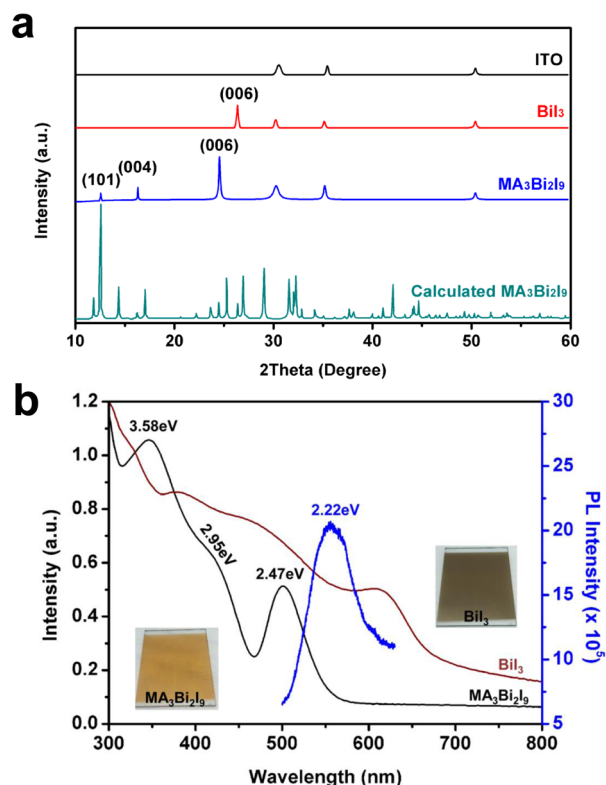 a
ITO
(006)
BiI₃
(006)
(004)
(101)
MA₃Bi₂I₉
Calculated MA₃Bi₂I₉
Intensity (a.u.)
10 20 30 40 50 60
2Theta (Degree)
b
1.2
1.0
0.8
0.6
0.4
0.2
0.0
Intensity (a.u.)
3.58eV
2.95eV
2.47eV
2.22eV
BiI₃
MA₃Bi₂I₉
BiI₃
MA₃Bi₂I₉
30
25
20
15
10
5
PL Intensity (x 10⁵)
300 400 500 600 700 800
Wavelength (nm)